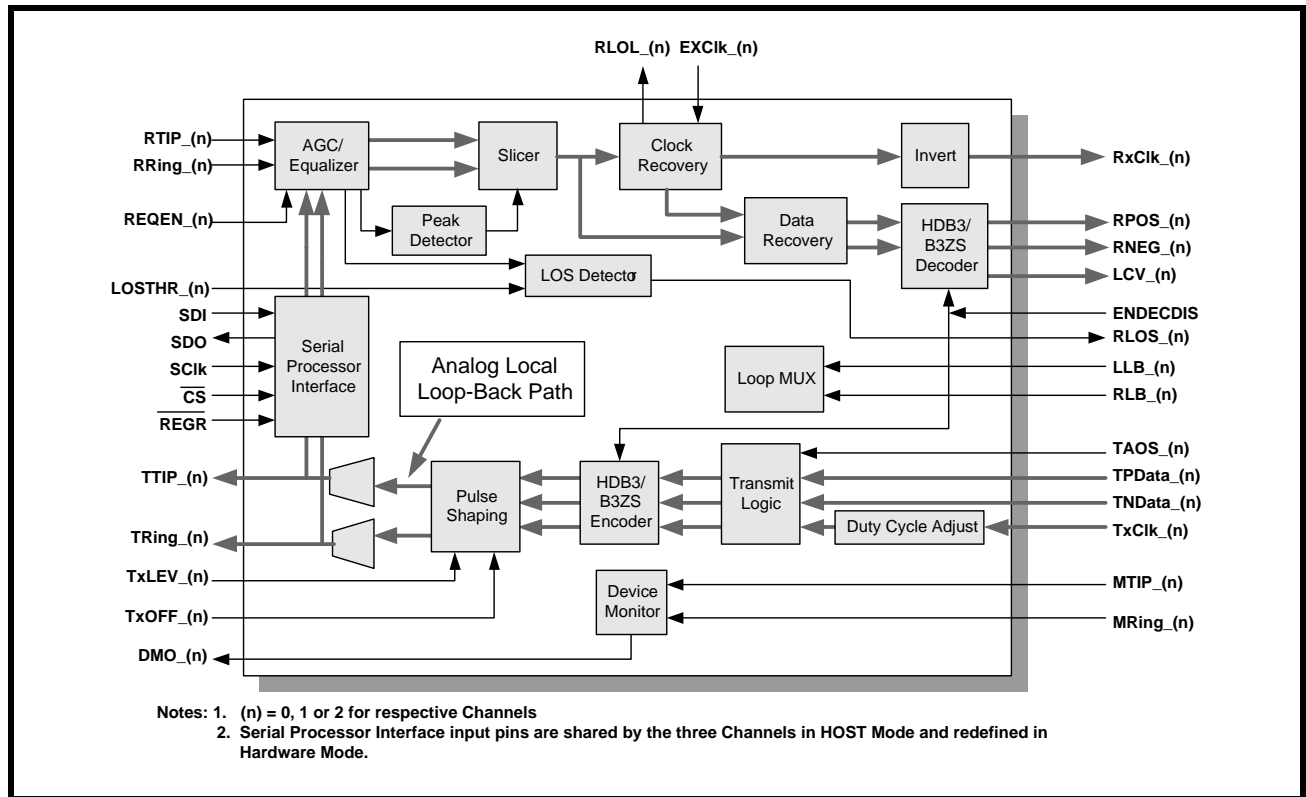 RLOL_(n) EXClk_(n)
RTIP_(n)
RRing_(n)
REQEN_(n)
LOSTHR_(n)
SDI
SDO
SClk
CS
REGR
TTIP_(n)
TRing_(n)
TxLEV_(n)
TxOFF_(n)
DMO_(n)
AGC/
Equalizer
Peak
Detector
Slicer
Clock
Recovery
Invert
Data
Recovery
HDB3/
B3ZS
Decoder
LOS Detector
Serial
Processor
Interface
Analog Local
Loop-Back Path
Loop MUX
Pulse
Shaping
HDB3/
B3ZS
Encoder
Transmit
Logic
Duty Cycle Adjust
Device
Monitor
RxClk_(n)
RPOS_(n)
RNEG_(n)
LCV_(n)
ENDECDIS
RLOS_(n)
LLB_(n)
RLB_(n)
TAOS_(n)
TPData_(n)
TNData_(n)
TxClk_(n)
MTIP_(n)
MRing_(n)
Notes: 1. (n) = 0, 1 or 2 for respective Channels
2. Serial Processor Interface input pins are shared by the three Channels in HOST Mode and redefined in
Hardware Mode.